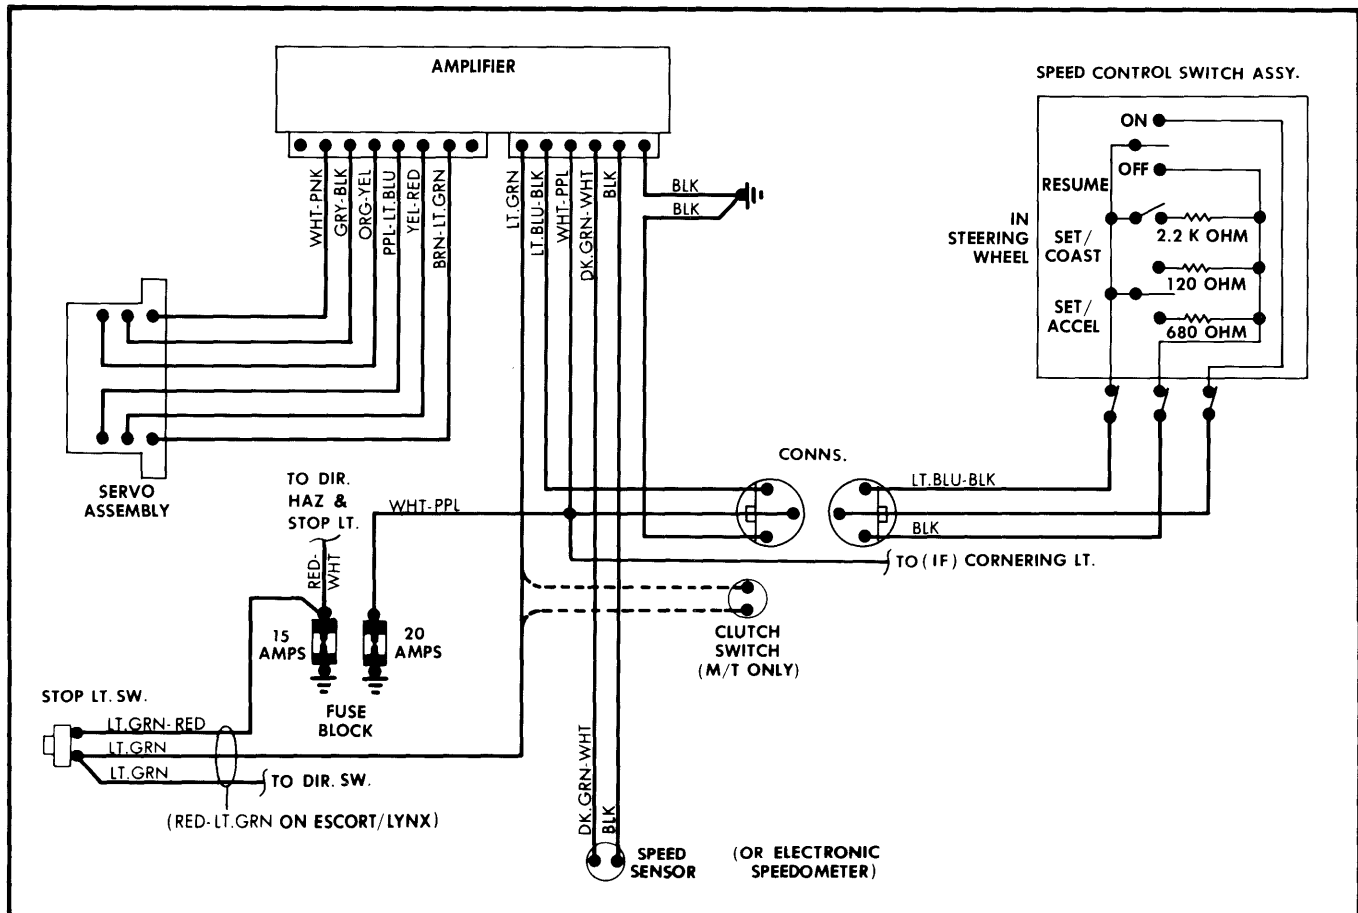 AMPLIFIER
SPEED CONTROL SWITCH ASSY.
ON
OFF
RESUME
IN
STEERING
WHEEL
SET/
COAST
2.2 K OHM
120 OHM
SET/
ACCEL
680 OHM
WHT-PNK
GRY-BLK
ORG-YEL
PPL-LT.BLU
YEL-RED
BRN-LT.GRN
LT.GRN
LT.BLU-BLK
WHT-PPL
DK.GRN-WHT
BLK
BLK
BLK
SERVO
ASSEMBLY
TO DIR.
HAZ &
STOP LT.
WHT-PPL
CONNS.
LT.BLU-BLK
BLK
TO (IF) CORNERING LT.
RED-
WHT
15
AMPS
20
AMPS
FUSE
BLOCK
CLUTCH
SWITCH
(M/T ONLY)
STOP LT. SW.
LT.GRN-RED
LT.GRN
LT.GRN
TO DIR. SW.
(RED-LT.GRN ON ESCORT/LYNX)
DK.GRN-WHT
BLK
SPEED
SENSOR
(OR ELECTRONIC
SPEEDOMETER)